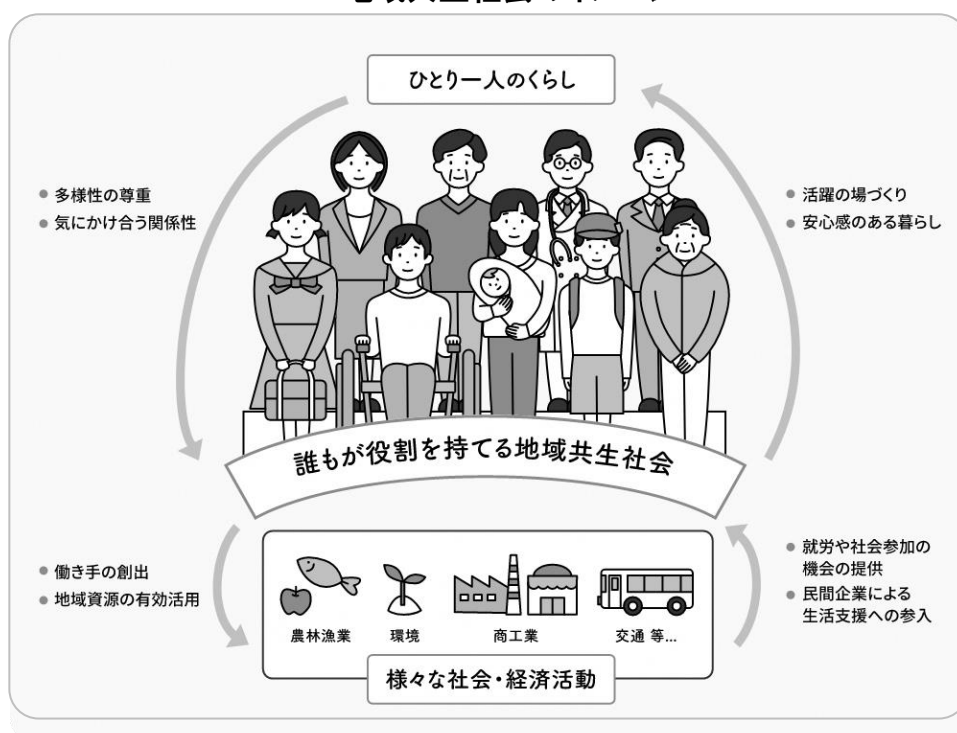 ひとり一人のくらし
多様性の尊重
気にかけ合う関係性
活躍の場づくり
安心感のある暮らし
誰もが役割を持てる地域共生社会
働き手の創出
地域資源の有効活用
就労や社会参加の
機会の提供
民間企業による
生活支援への参入
農林漁業
環境
商工業
交通 等...
様々な社会・経済活動